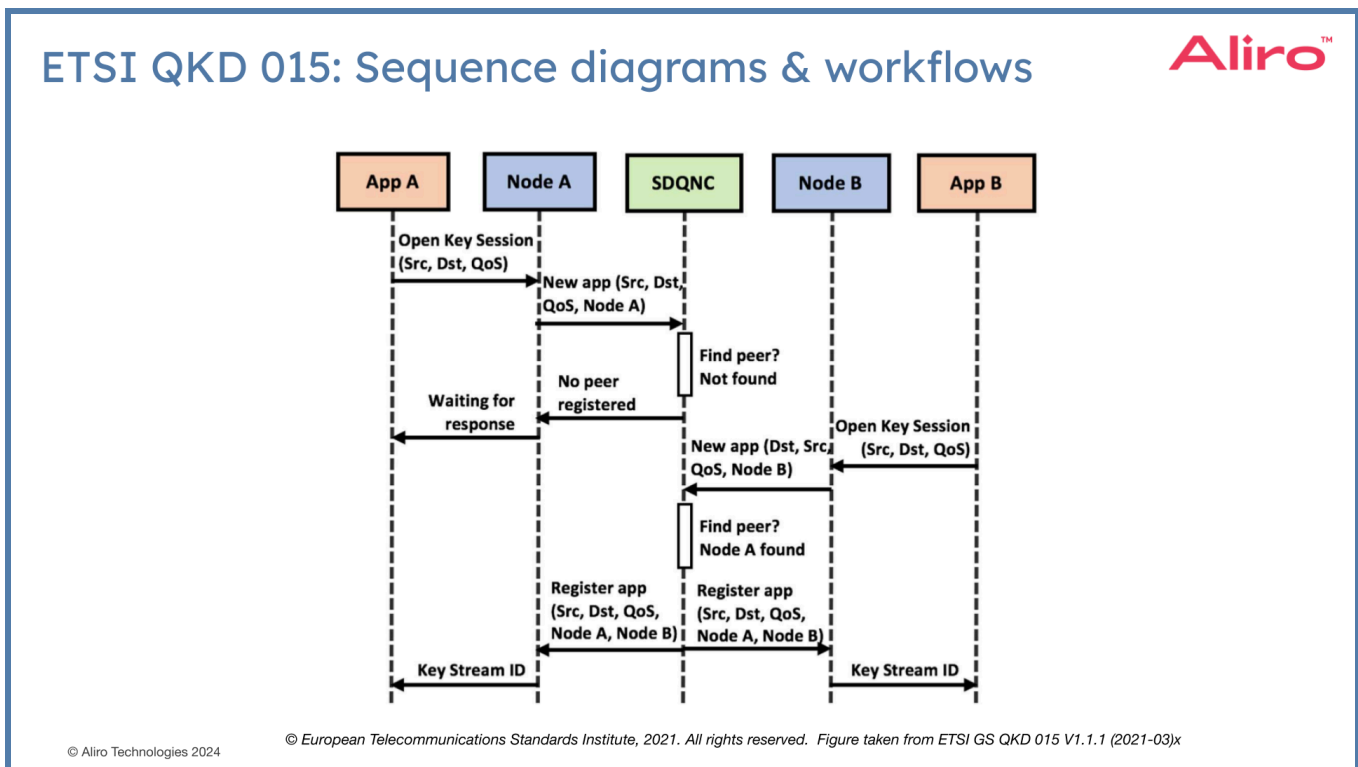 ETSI QKD 015: Sequence diagrams & workflows
Aliro™
App A
Node A
SDQNC
Node B
App B
Open Key Session
(Src, Dst, QoS)
New app (Src, Dst,
QoS, Node A)
Find peer?
Not found
No peer
registered
Waiting for
response
Open Key Session
(Src, Dst, QoS)
New app (Dst, Src,
QoS, Node B)
Find peer?
Node A found
Register app
(Src, Dst, QoS,
Node A, Node B)
Register app
(Src, Dst, QoS,
Node A, Node B)
Key Stream ID
Key Stream ID
© Aliro Technologies 2024
© European Telecommunications Standards Institute, 2021. All rights reserved. Figure taken from ETSI GS QKD 015 V1.1.1 (2021-03)x